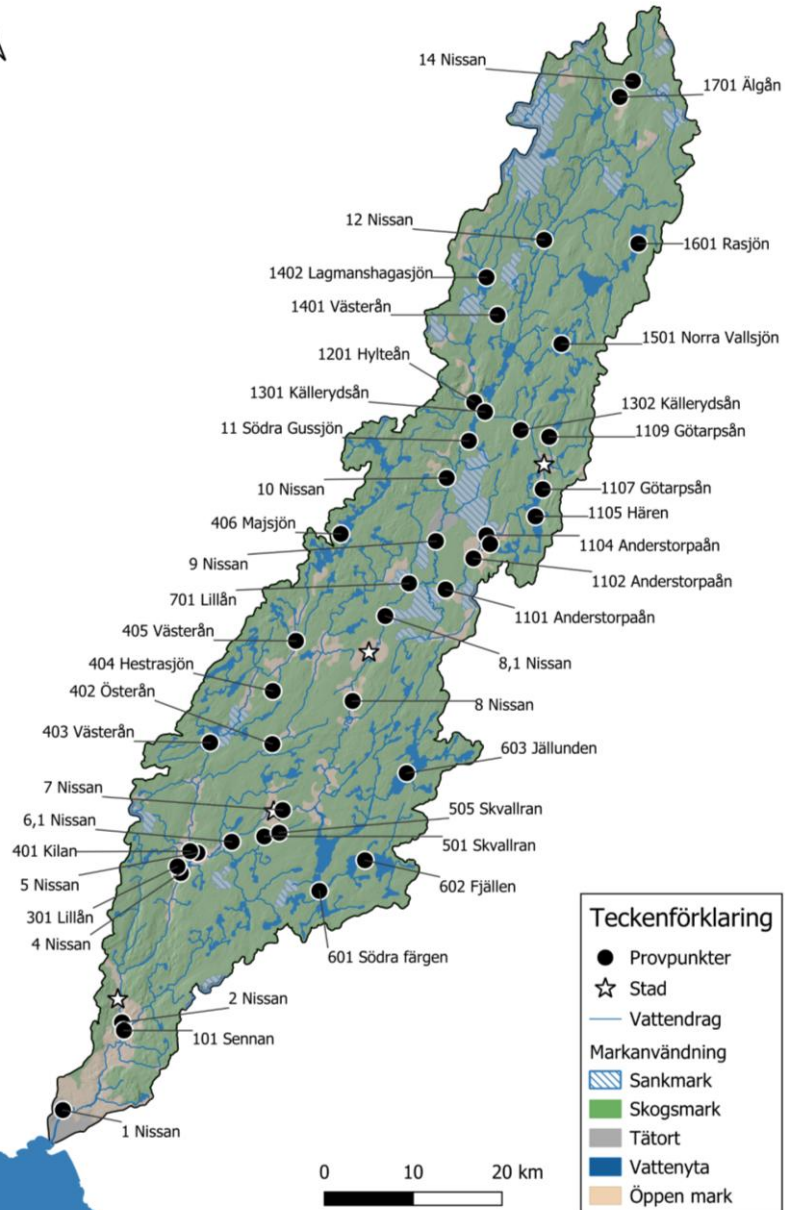 14 Nissan
1701 Älgån
12 Nissan
1601 Rasjön
1402 Lagmanshagasjön
1401 Västerån
1501 Norra Vallsjön
1201 Hylteån
1301 Källerydsån
1302 Källerydsån
11 Södra Gussjön
1109 Götarpsån
10 Nissan
1107 Götarpsån
1105 Hären
406 Majsjön
1104 Anderstorpaån
9 Nissan
1102 Anderstorpaån
701 Lillån
1101 Anderstorpaån
405 Västerån
8,1 Nissan
404 Hestrasjön
402 Österån
8 Nissan
403 Västerån
603 Jällunden
7 Nissan
505 Skvallran
6,1 Nissan
501 Skvallran
401 Kilan
602 Fjällen
5 Nissan
301 Lillån
4 Nissan
601 Södra färgen
2 Nissan
101 Sennan
1 Nissan
0 10 20 km
Teckenförklaring
Provpunkter
Stad
Vattendrag
Markanvändning
Sankmark
Skogsmark
Tätort
Vattenyta
Öppen mark